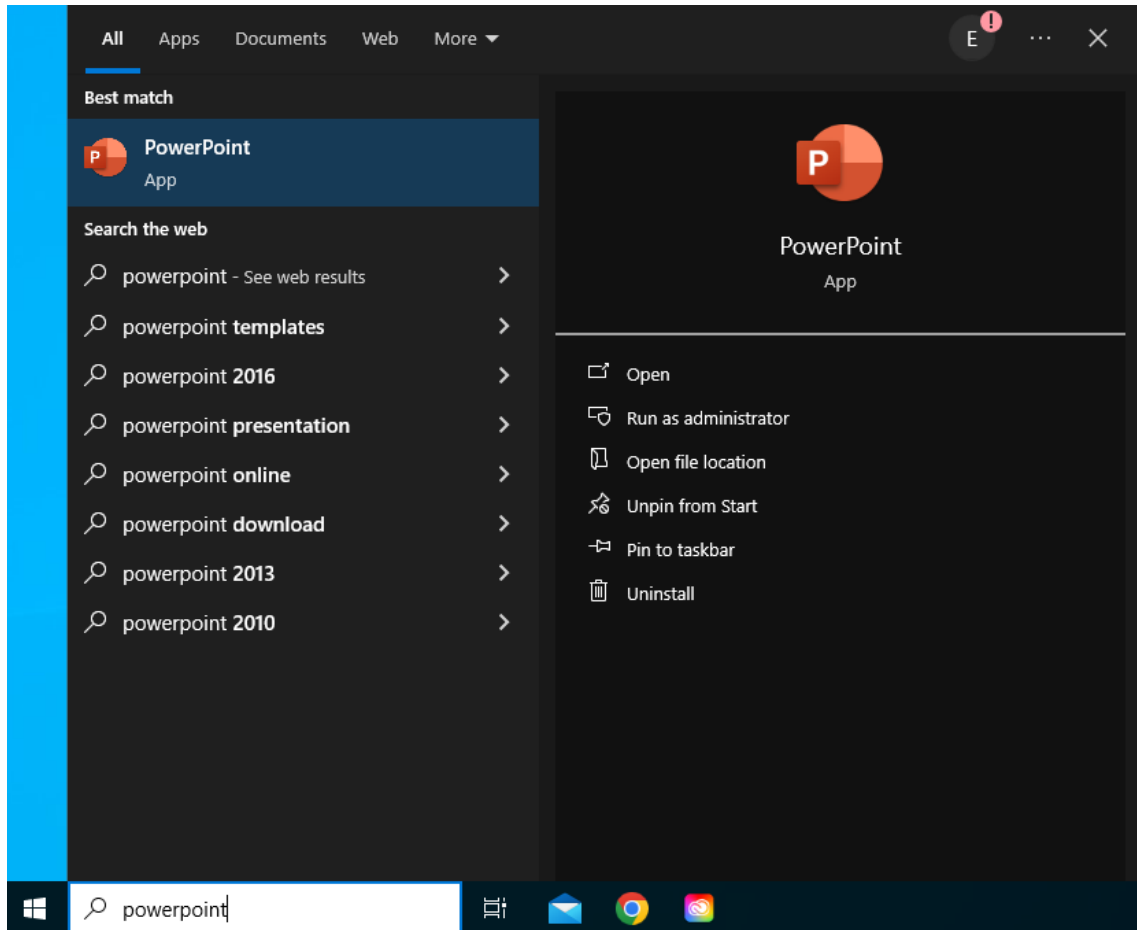 All Apps Documents Web More E ! ...
Best match
PowerPoint
App
Search the web
powerpoint - See web results
powerpoint templates
powerpoint 2016
powerpoint presentation
powerpoint online
powerpoint download
powerpoint 2013
powerpoint 2010
P
PowerPoint
App
Open
Run as administrator
Open file location
Unpin from Start
Pin to taskbar
Uninstall
powerpoint